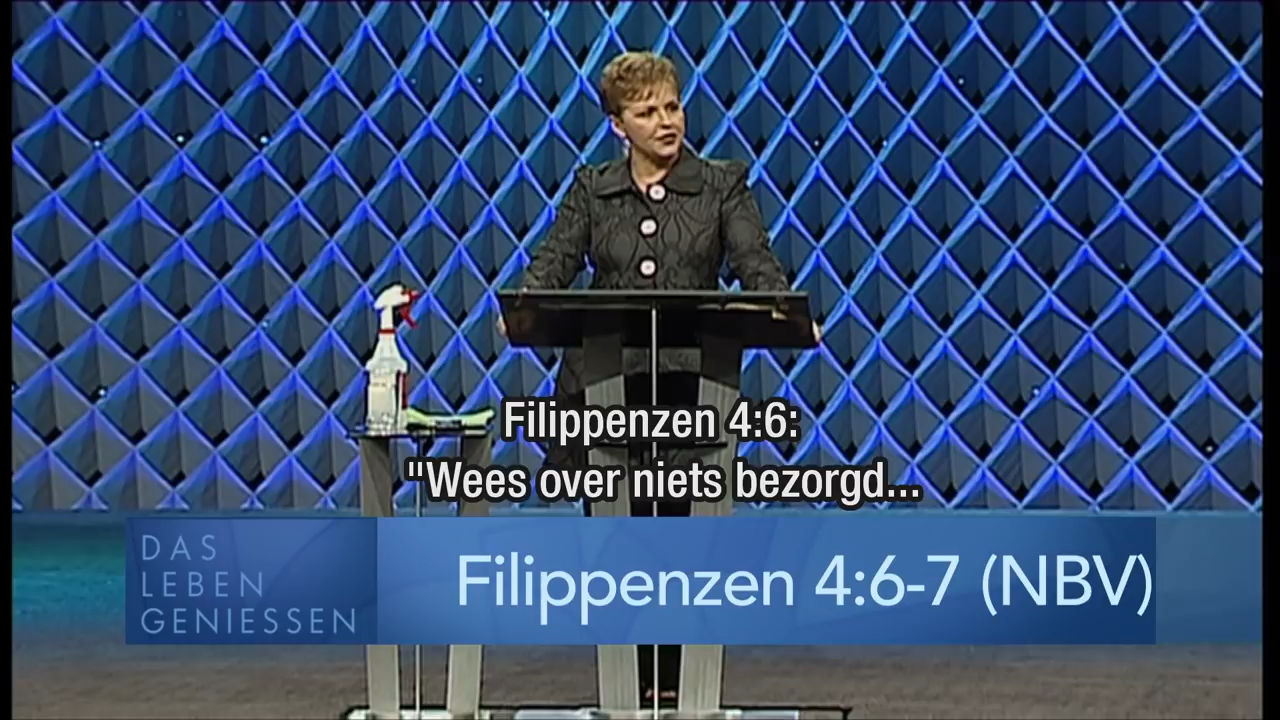 Filippenzen 4:6:
"Wees over niets bezorgd...
DAS
LEBEN
GENIESSEN
Filippenzen 4:6-7 (NBV)